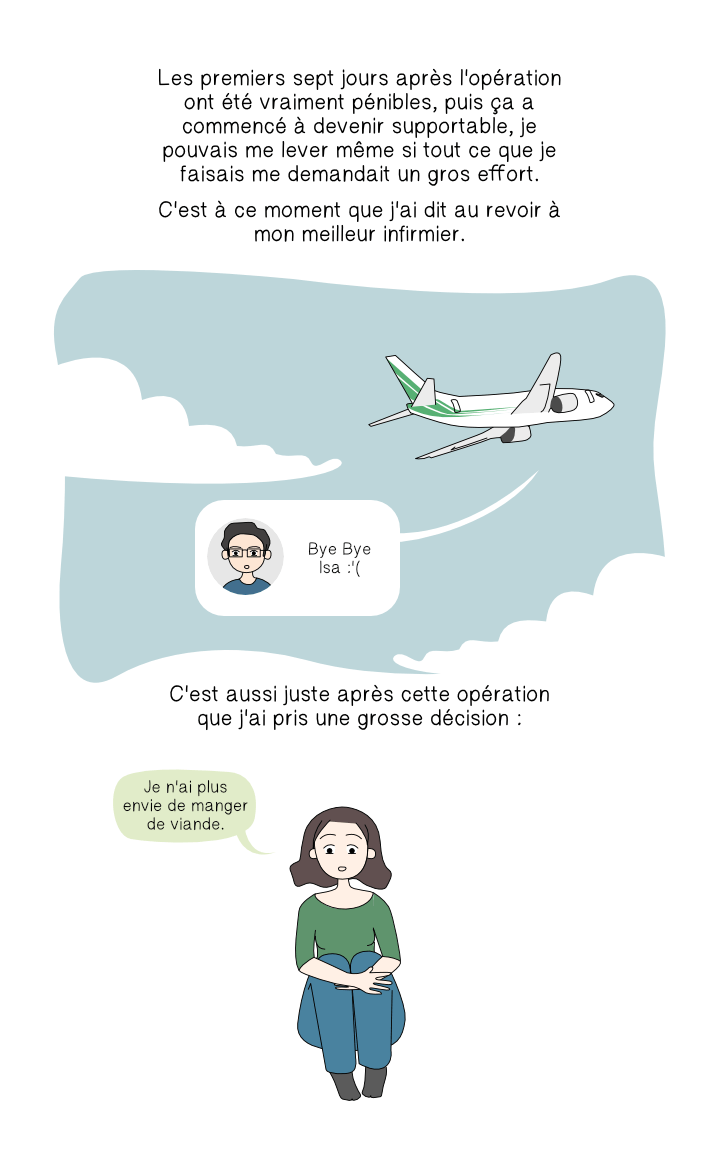 Les premiers sept jours après l'opération
ont été vraiment pénibles, puis ça a
commencé à devenir supportable, je
pouvais me lever même si tout ce que je
faisais me demandait un gros effort.
C'est à ce moment que j'ai dit au revoir à
mon meilleur infirmier.
Bye Bye
Isa :'(
C'est aussi juste après cette opération
que j'ai pris une grosse décision :
Je n'ai plus
envie de manger
de viande.